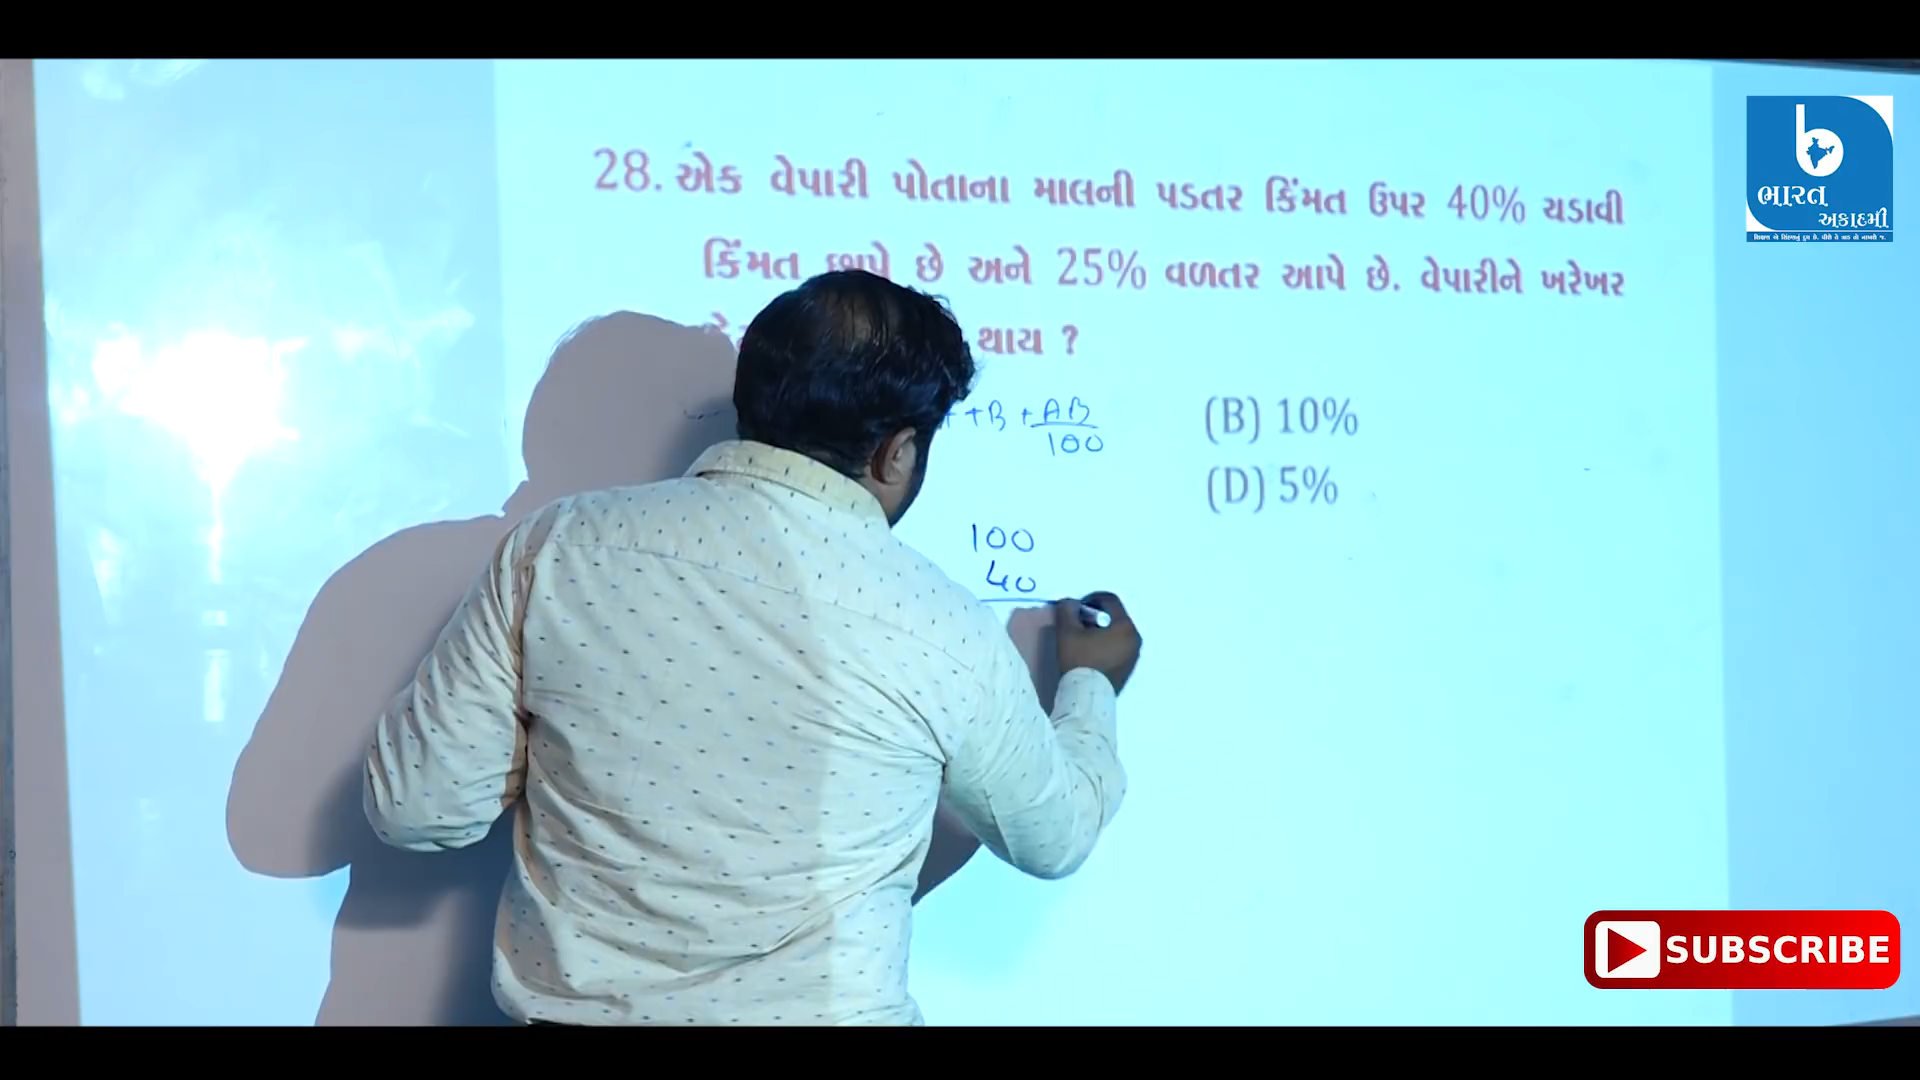 28. એક વેપારી પોતાના માલની પડતર કિંમત ઉપર 40% ચડાવી
કિંમત છાપે છે અને 25% વળતર આપે છે. વેપારીને ખરેખર
થાય ?
+B + AB
100
(B) 10%
(D) 5%
100
40
ભારત
અકાદમી
SUBSCRIBE